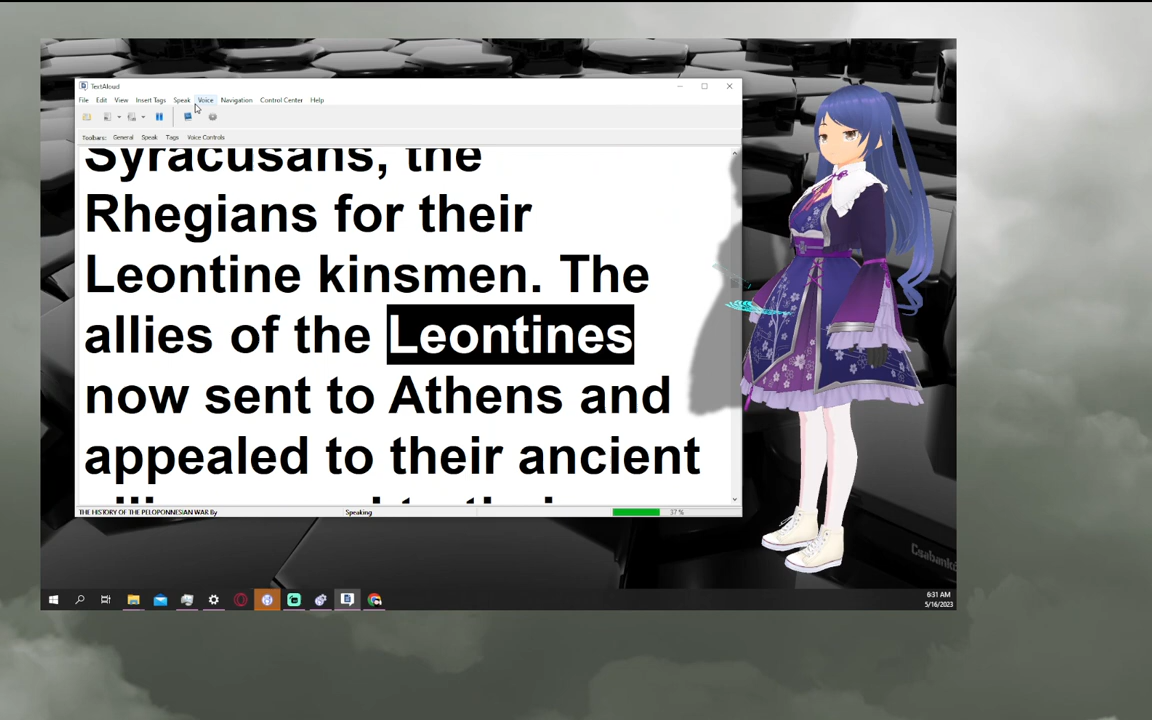 TextAloud
File Edit View Insert Tags Speak Voice Navigation Control Center Help
Toolbars: General Speak Tags Voice Controls
Syracusans, the
Rhegians for their
Leontine kinsmen. The
allies of the Leontines
now sent to Athens and
appealed to their ancient
THE HISTORY OF THE PELOPONNESIAN WAR By Speaking 37 %
6:31 AM
5/16/2023